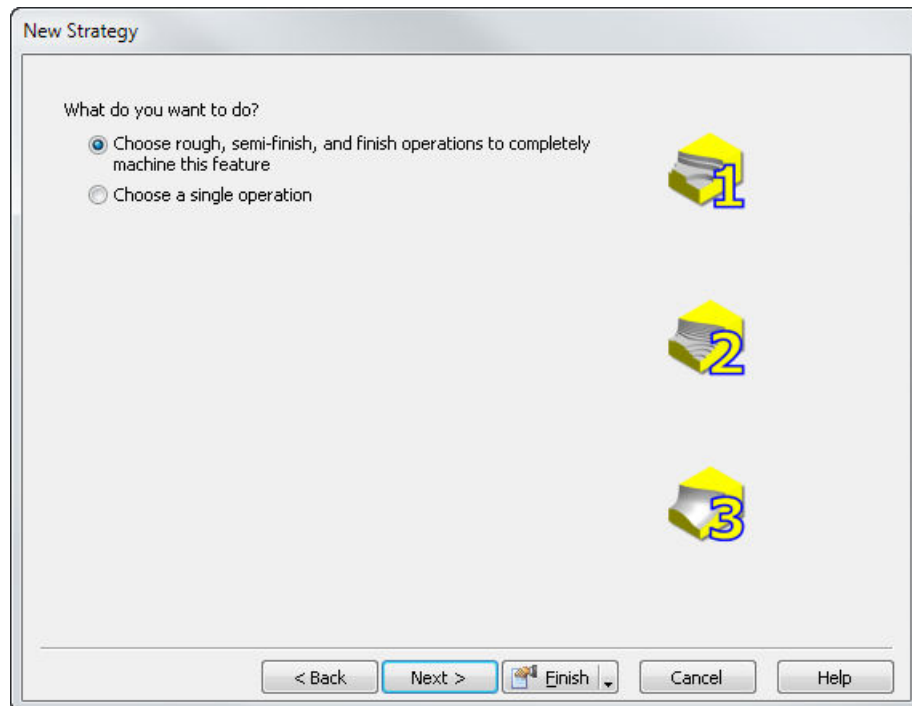 New Strategy
What do you want to do?
Choose rough, semi-finish, and finish operations to completely
machine this feature
Choose a single operation
1
2
3
< Back
Next >
Finish
Cancel
Help